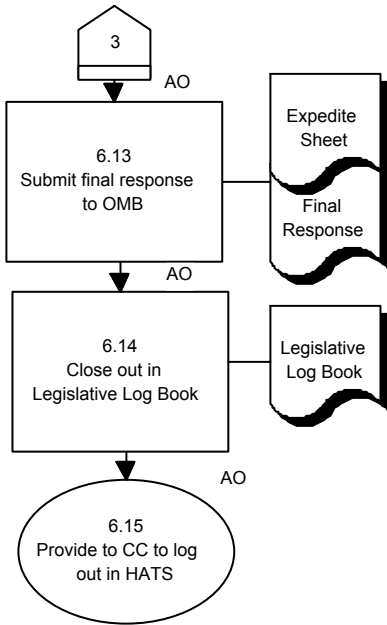 3
AO
6.13
Submit final response
to OMB
Expedite
Sheet
Final
Response
AO
6.14
Close out in
Legislative Log Book
Legislative
Log Book
AO
6.15
Provide to CC to log
out in HATS